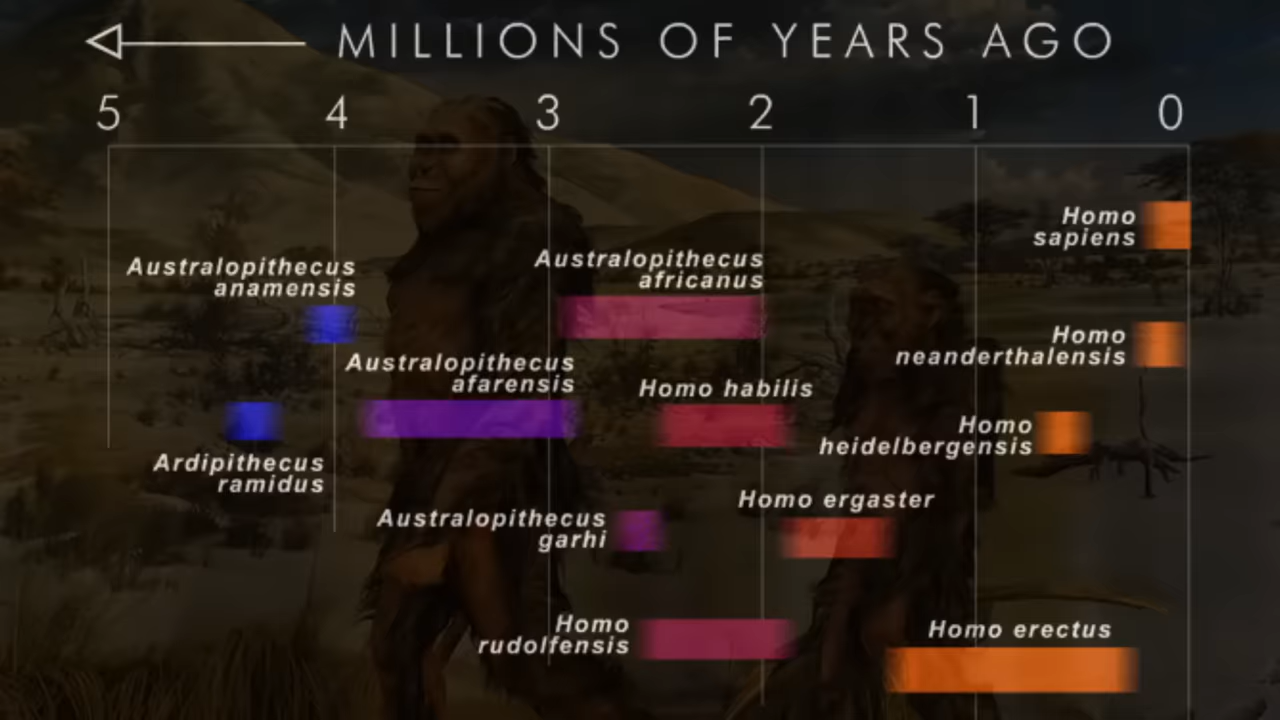 MILLIONS OF YEARS AGO
5 4 3 2 1 0
Homo
sapiens
Australopithecus
anamensis
Australopithecus
africanus
Homo
neanderthalensis
Australopithecus
afarensis
Homo habilis
Homo
heidelbergensis
Ardipithecus
ramidus
Homo ergaster
Australopithecus
garhi
Homo
rudolfensis
Homo erectus